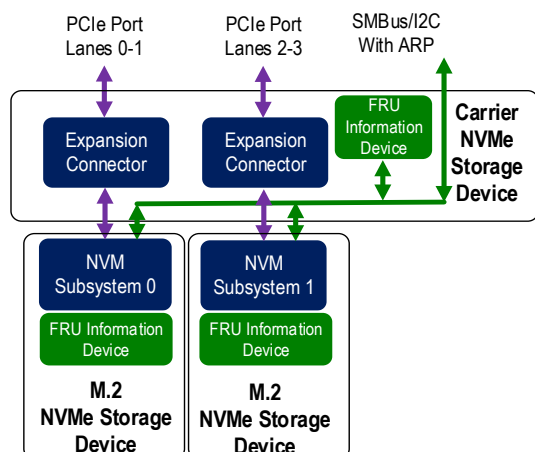 PCIe Port
Lanes 0-1
PCIe Port
Lanes 2-3
SMBus/I2C
With ARP
Expansion
Connector
Expansion
Connector
FRU
Information
Device
Carrier
NVMe
Storage
Device
NVM
Subsystem 0
FRU Information
Device
M.2
NVMe Storage
Device
NVM
Subsystem 1
FRU Information
Device
M.2
NVMe Storage
Device